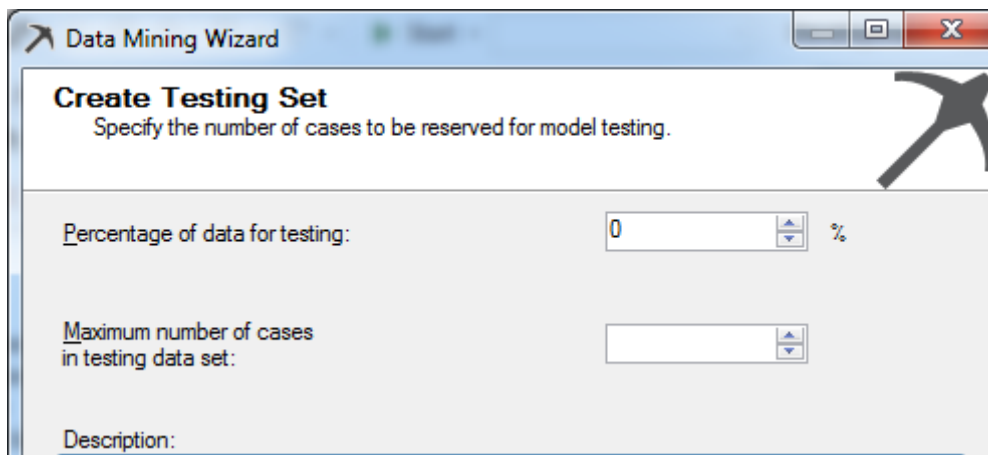 Data Mining Wizard
Create Testing Set
Specify the number of cases to be reserved for model testing.
Percentage of data for testing:
0
%
Maximum number of cases
in testing data set:
Description: